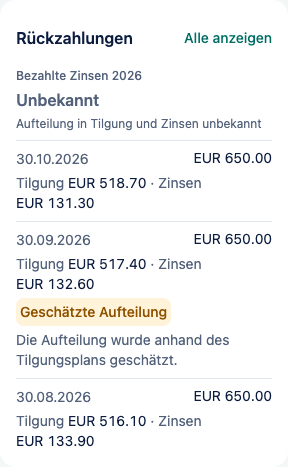 Rückzahlungen
Alle anzeigen
Bezahlte Zinsen 2026
Unbekannt
Aufteilung in Tilgung und Zinsen unbekannt
30.10.2026 EUR 650.00
Tilgung EUR 518.70 · Zinsen
EUR 131.30
30.09.2026 EUR 650.00
Tilgung EUR 517.40 · Zinsen
EUR 132.60
Geschätzte Aufteilung
Die Aufteilung wurde anhand des
Tilgungsplans geschätzt.
30.08.2026 EUR 650.00
Tilgung EUR 516.10 · Zinsen
EUR 133.90